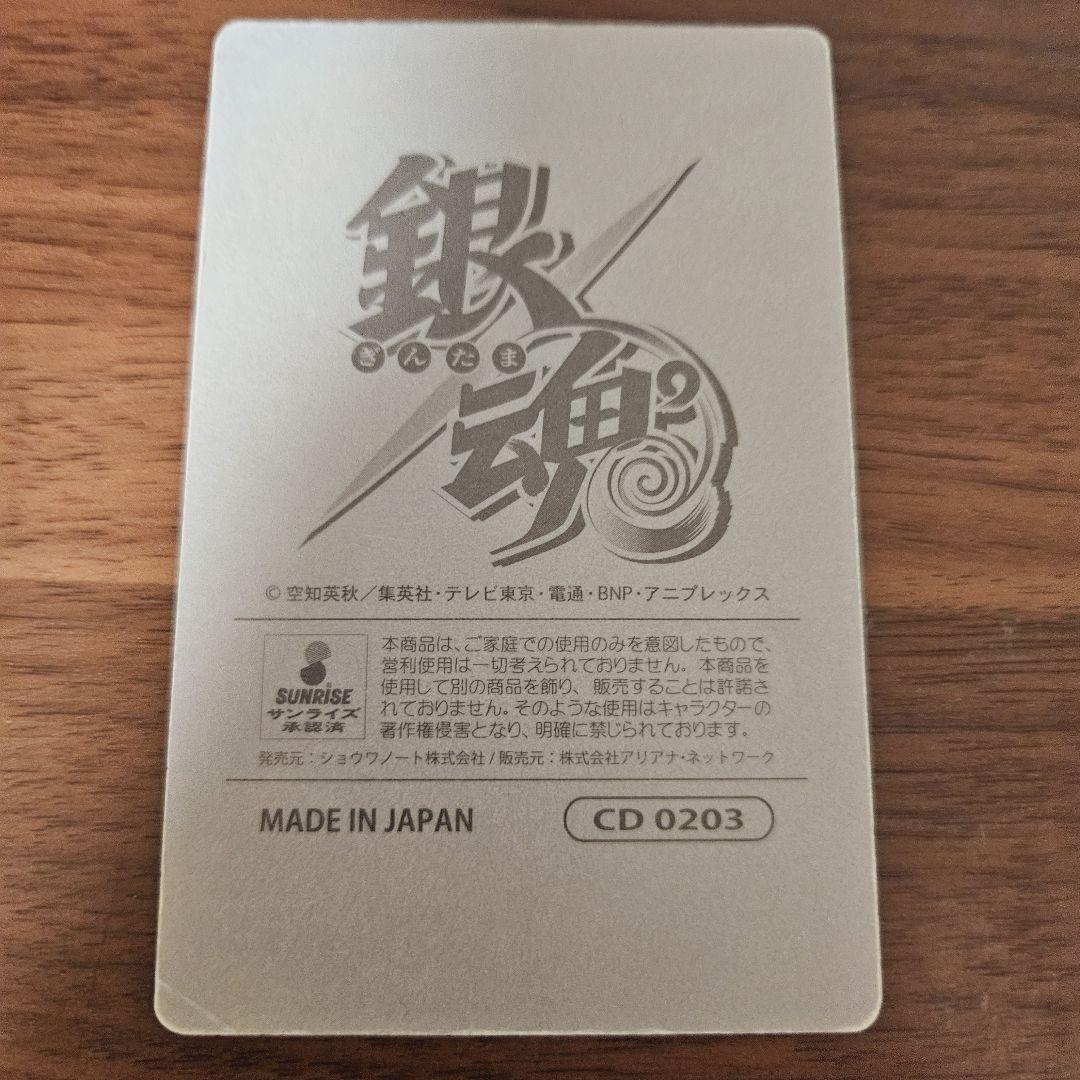 銀
ぎんたま
魂
© 空知英秋／集英社・テレビ東京・電通・BNP・アニプレックス
SUNRISE
サンライズ
承認済
本商品は、ご家庭での使用のみを意図したもので、
営利使用は一切考えられておりません。本商品を
使用して別の商品を飾り、販売することは許諾さ
れておりません。そのような使用はキャラクターの
著作権侵害となり、明確に禁じられております。
発売元：ショウワノート株式会社 / 販売元：株式会社アリアナ・ネットワーク
MADE IN JAPAN
CD 0203